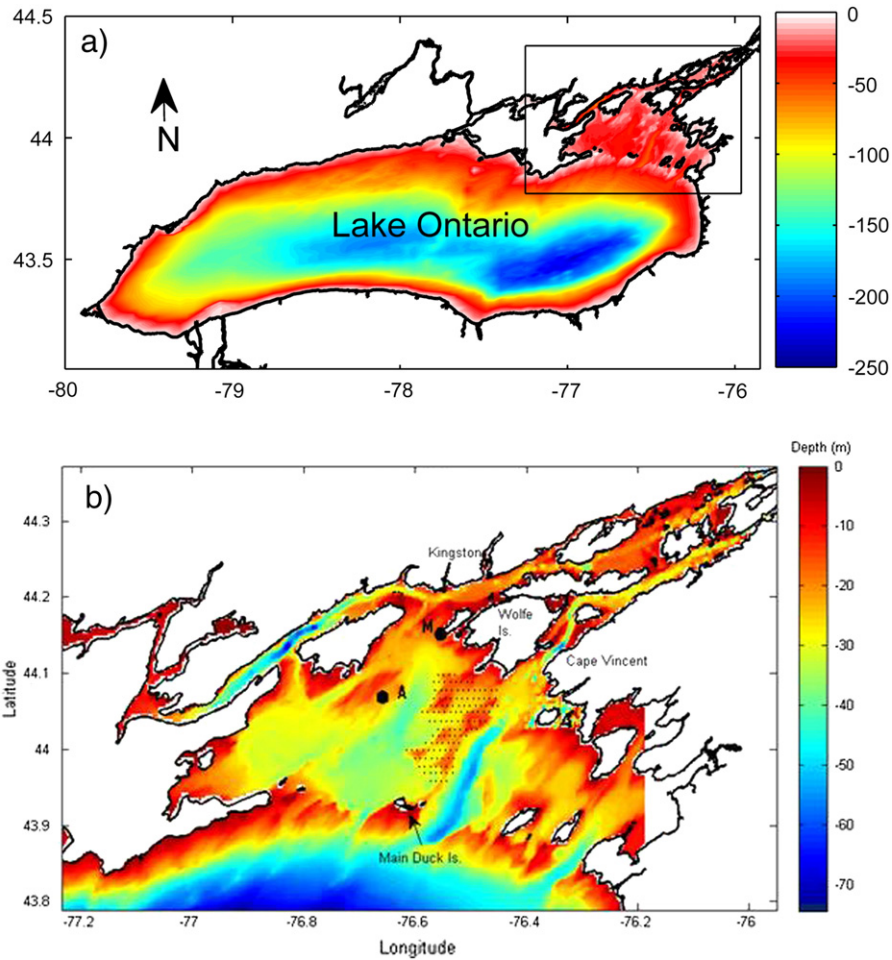 a)
N
Lake Ontario
44.5
44
43.5
-80
-79
-78
-77
-76
0
-50
-100
-150
-200
-250
b)
Depth (m)
0
-10
-20
-30
-40
-50
-60
-70
44.3
44.2
44.1
44
43.9
43.8
Latitude
Kingston
Wolfe
Is.
M
Cape Vincent
A
Main Duck Is.
-77.2
-77
-76.8
-76.6
-76.4
-76.2
-76
Longitude